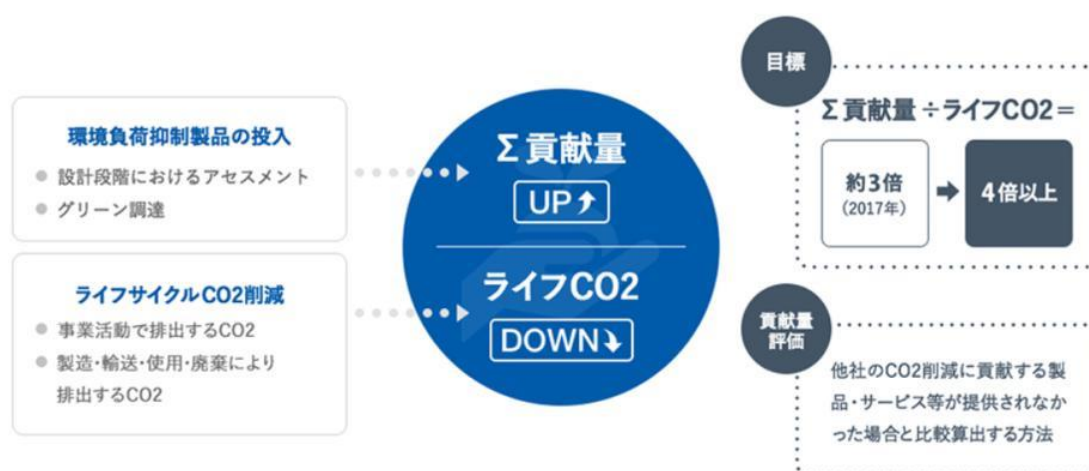 環境負荷抑制製品の投入
● 設計段階におけるアセスメント
● グリーン調達
ライフサイクルCO2削減
● 事業活動で排出するCO2
● 製造・輸送・使用・廃棄により
排出するCO2
Σ貢献量
UP
ライフCO2
DOWN
目標
Σ貢献量÷ライフCO2=
約3倍
(2017年)
4倍以上
貢献量
評価
他社のCO2削減に貢献する製
品・サービス等が提供されなか
った場合と比較算出する方法